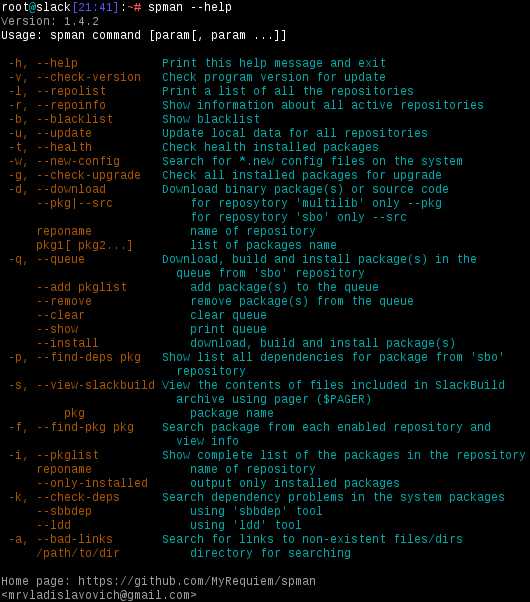 root@slack[21:41]:~# spman --help
Version: 1.4.2
Usage: spman command [param[, param ...]]
-h, --help Print this help message and exit
-v, --check-version Check program version for update
-l, --repolist Print a list of all the repositories
-r, --repoinfo Show information about all active repositories
-b, --blacklist Show blacklist
-u, --update Update local data for all repositories
-t, --health Check health installed packages
-w, --new-config Search for *.new config files on the system
-g, --check-upgrade Check all installed packages for upgrade
-d, --download Download binary package(s) or source code
--pkg|--src for reposytory 'multilib' only --pkg
for reposytory 'sbo' only --src
reponame name of repository
pkg1[ pkg2...] list of packages name
-q, --queue Download, build and install package(s) in the
queue from 'sbo' repository
--add pkglist add package(s) to the queue
--remove remove package(s) from the queue
--clear clear queue
--show print queue
--install download, build and install package(s)
-p, --find-deps pkg Show list all dependencies for package from 'sbo'
repository
-s, --view-slackbuild View the contents of files included in SlackBuild
archive using pager ($PAGER)
pkg package name
-f, --find-pkg pkg Search package from each enabled repository and
view info
-i, --pkglist Show complete list of the packages in the repository
reponame name of repository
--only-installed output only installed packages
-k, --check-deps Search dependency problems in the system packages
--sbbdep using 'sbbdep' tool
--ldd using 'ldd' tool
-a, --bad-links Search for links to non-existent files/dirs
/path/to/dir directory for searching
Home page: https://github.com/MyRequiem/spman
<mrvladislavovich@gmail.com>